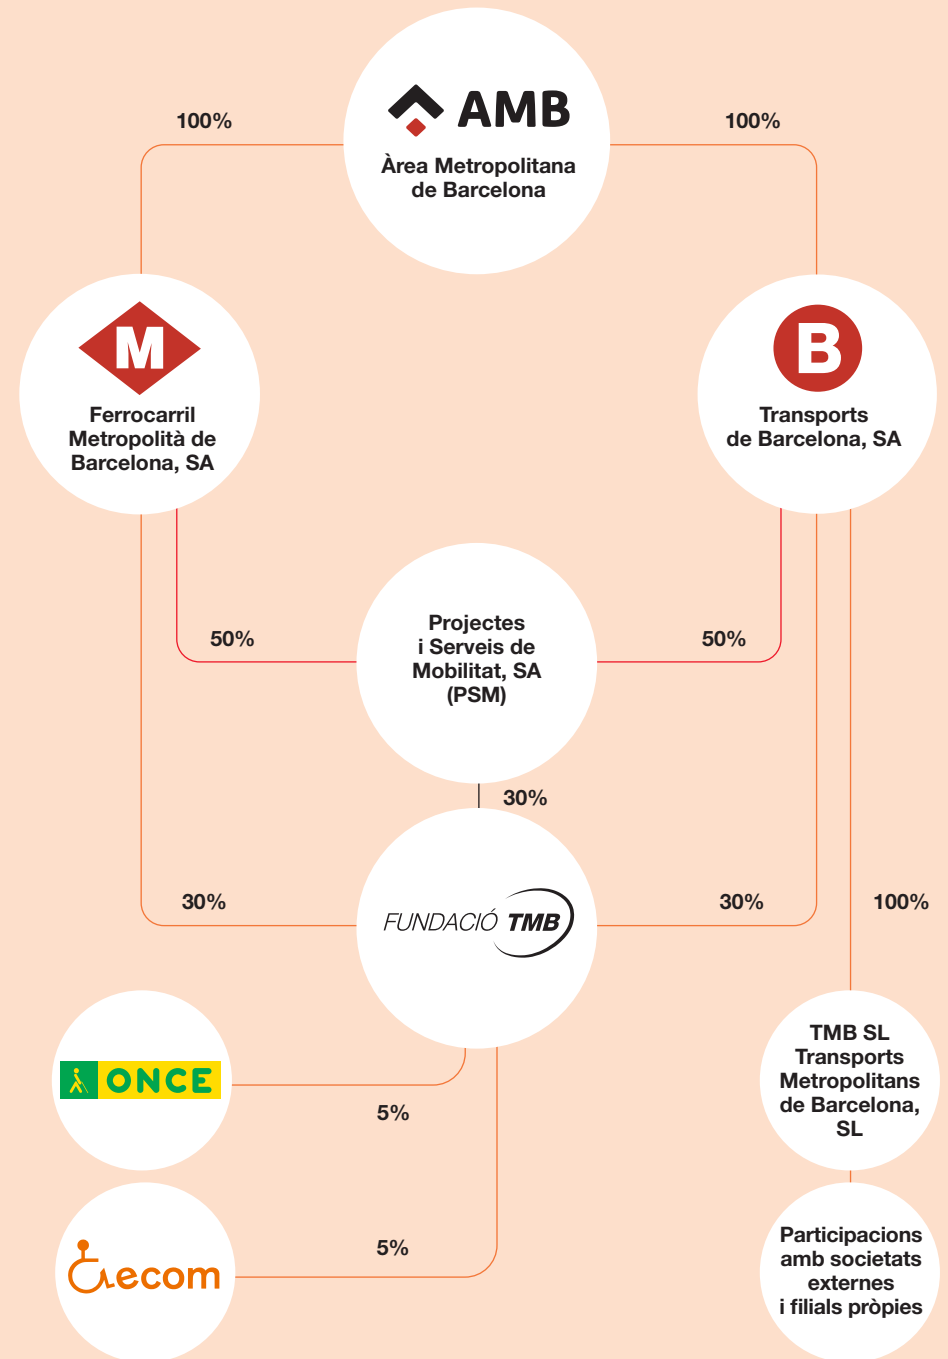 AMB
Àrea Metropolitana
de Barcelona
100%
100%
M
Ferrocarril
Metropolità de
Barcelona, SA
B
Transports
de Barcelona, SA
50%
Projectes
i Serveis de
Mobilitat, SA
(PSM)
50%
30%
30%
FUNDACIÓ TMB
30%
100%
ONCE
5%
TMB SL
Transports
Metropolitans
de Barcelona,
SL
ecom
5%
Participacions
amb societats
externes
i filials pròpies